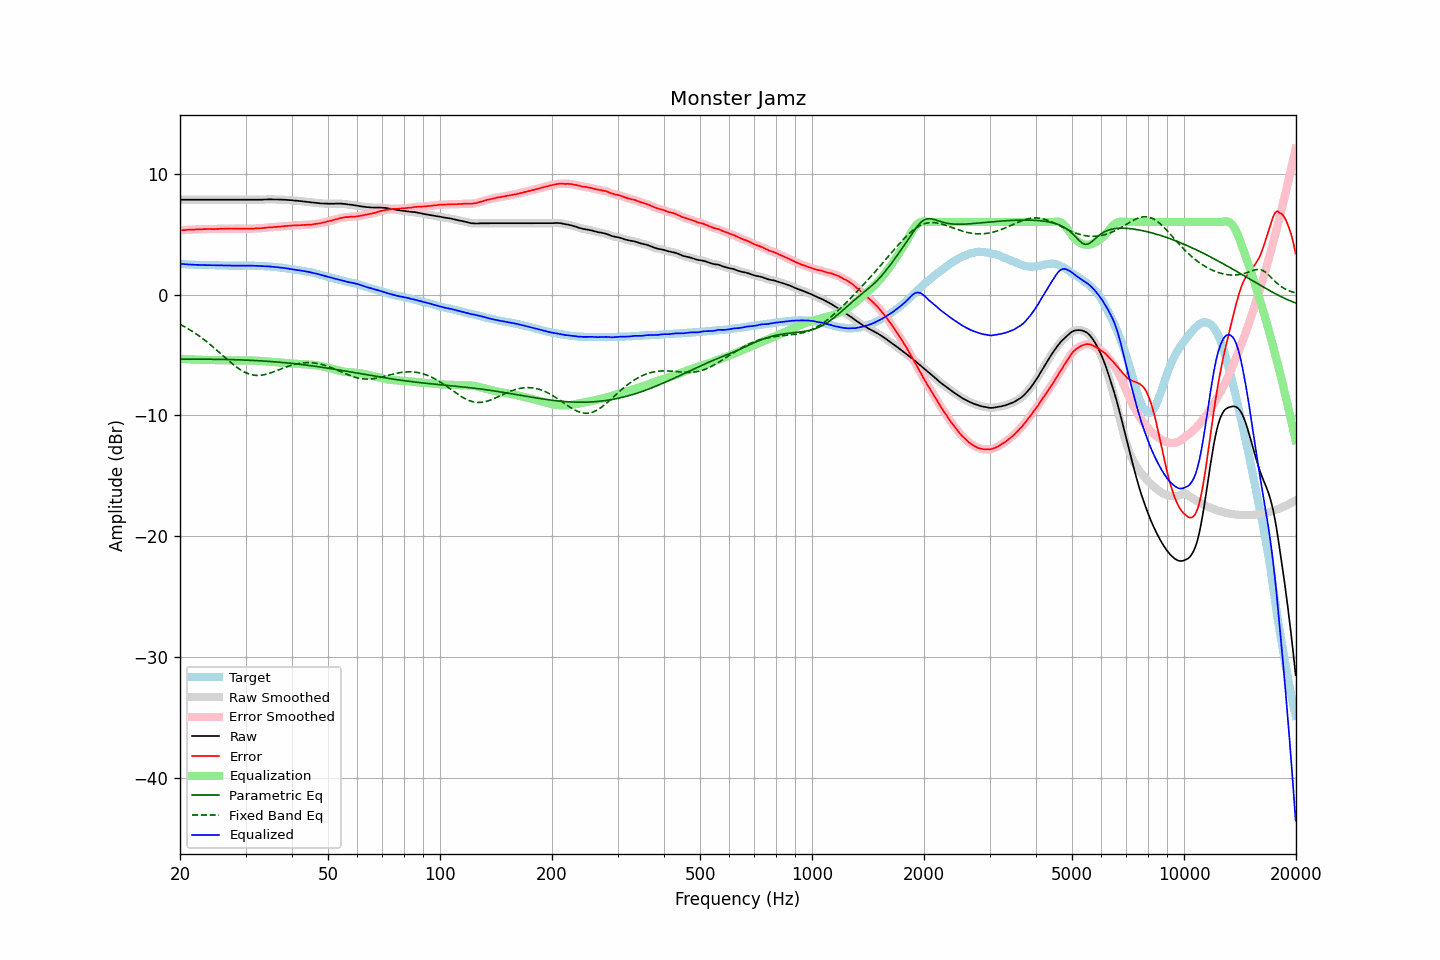 Monster Jamz
10
0
−10
−20
−30
−40
Amplitude (dBr)
20
50
100
200
500
1000
2000
5000
10000
20000
Frequency (Hz)
Target
Raw Smoothed
Error Smoothed
Raw
Error
Equalization
Parametric Eq
Fixed Band Eq
Equalized